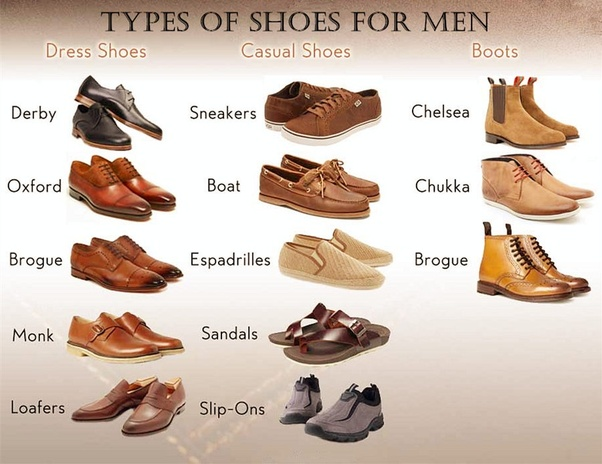 TYPES OF SHOES FOR MEN
Dress Shoes Casual Shoes Boots
Derby Sneakers Chelsea
Oxford Boat Chukka
Brogue Espadrilles Brogue
Monk Sandals
Loafers Slip-Ons